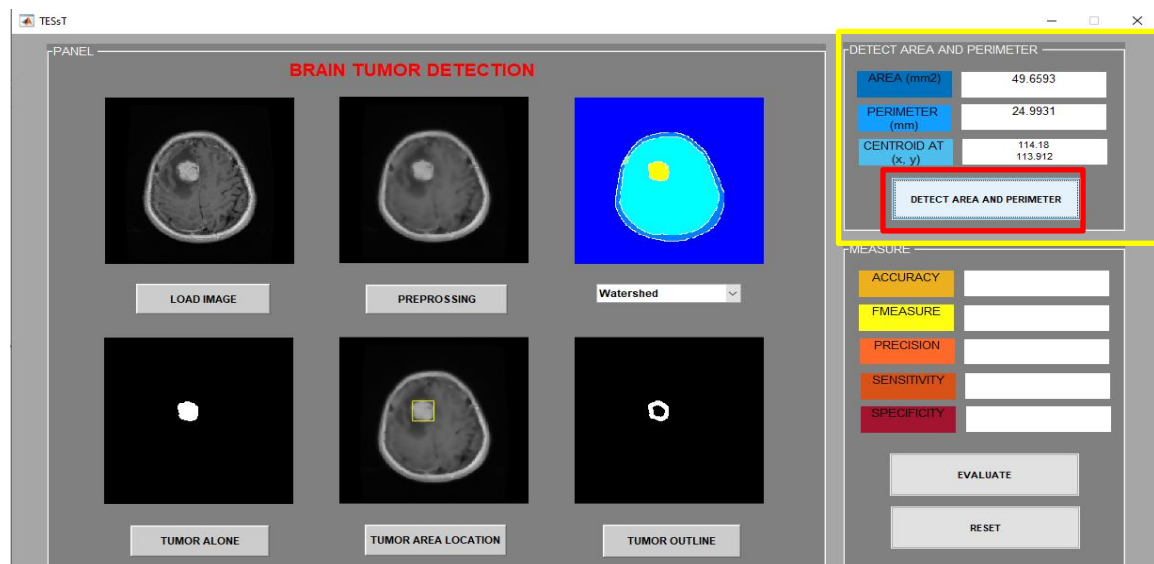 TESsT
PANEL
BRAIN TUMOR DETECTION
LOAD IMAGE
PREPROSSING
Watershed
TUMOR ALONE
TUMOR AREA LOCATION
TUMOR OUTLINE
DETECT AREA AND PERIMETER
AREA (mm2)
49.6593
PERIMETER
(mm)
24.9931
CENTROID AT
(x, y)
114.18
113.912
DETECT AREA AND PERIMETER
MEASURE
ACCURACY
FMEASURE
PRECISION
SENSITIVITY
SPECIFICITY
EVALUATE
RESET